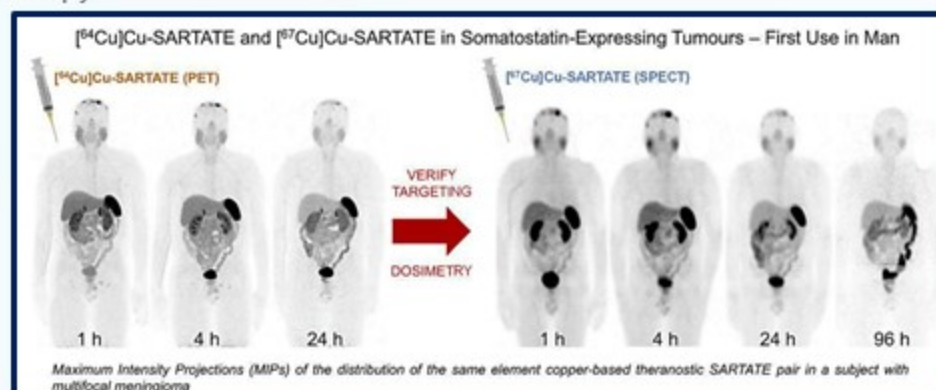 [⁶⁴Cu]Cu-SARTATE and [⁶⁷Cu]Cu-SARTATE in Somatostatin-Expressing Tumours – First Use in Man
[⁶⁴Cu]Cu-SARTATE (PET)
[⁶⁷Cu]Cu-SARTATE (SPECT)
VERIFY
TARGETING
DOSIMETRY
1 h
4 h
24 h
1 h
4 h
24 h
96 h
Maximum Intensity Projections (MIPs) of the distribution of the same element copper-based theranostic SARTATE pair in a subject with
multifocal meningioma